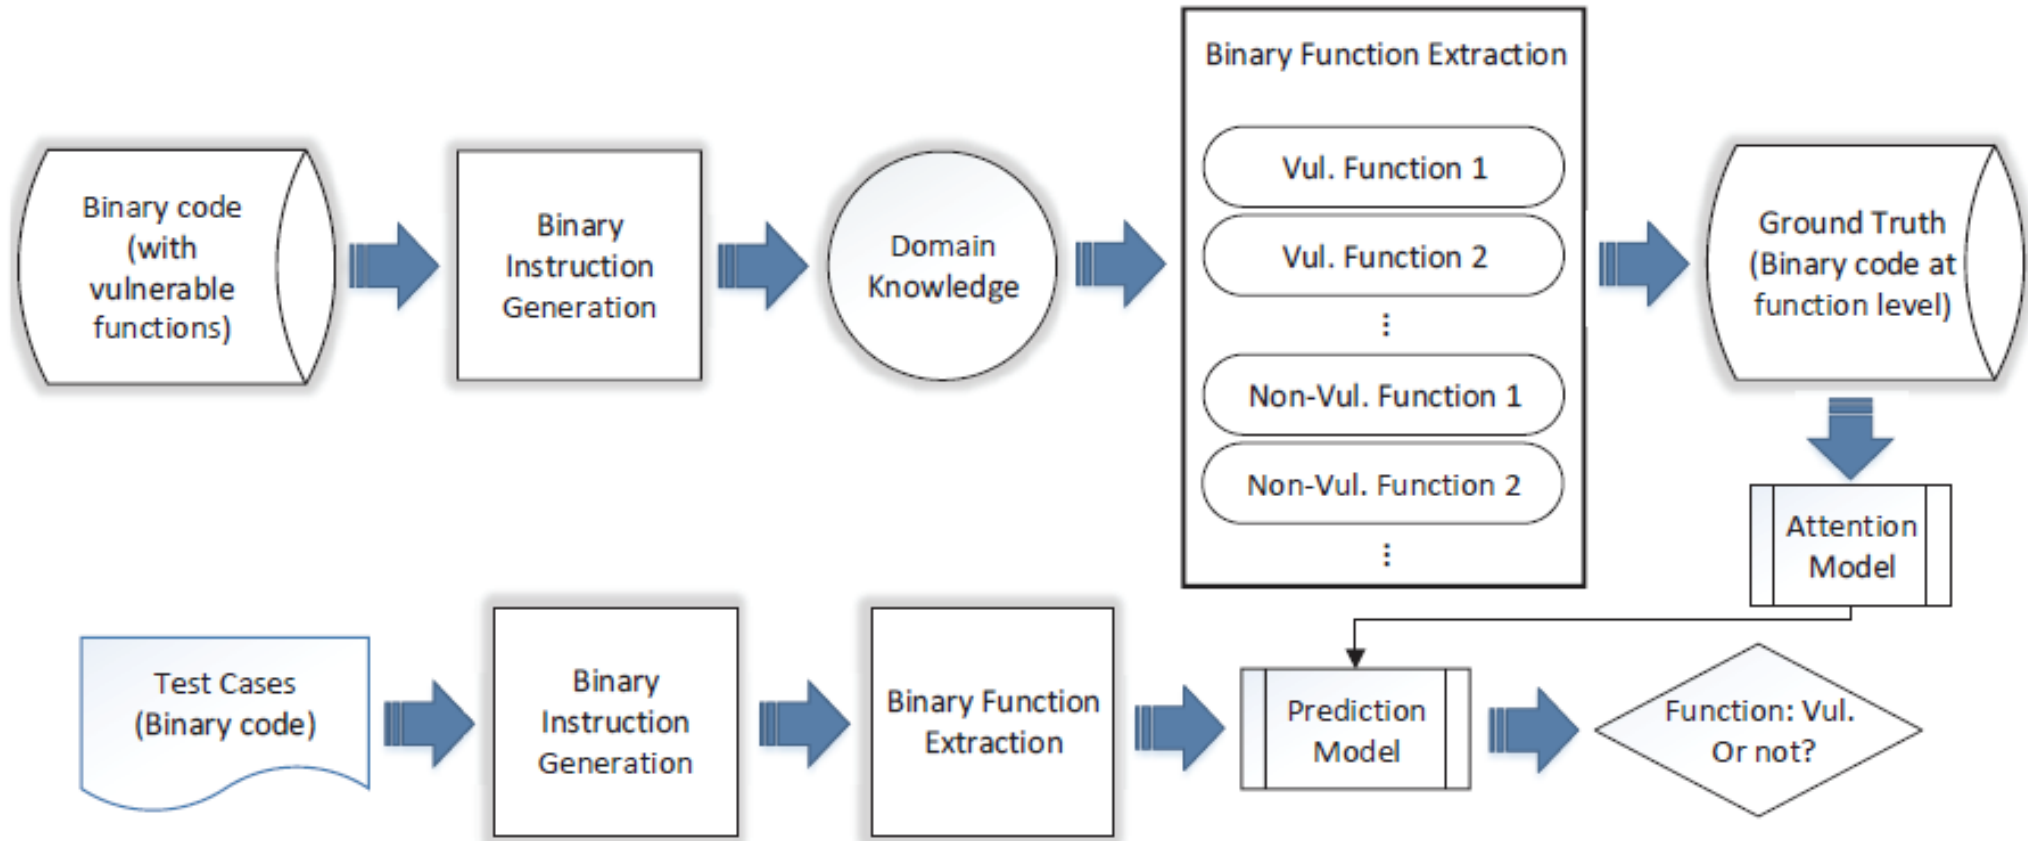 Binary code
(with
vulnerable
functions)
Binary
Instruction
Generation
Domain
Knowledge
Binary Function Extraction
Vul. Function 1
Vul. Function 2
⋮
Non-Vul. Function 1
Non-Vul. Function 2
⋮
Ground Truth
(Binary code at
function level)
Attention
Model
Test Cases
(Binary code)
Binary
Instruction
Generation
Binary Function
Extraction
Prediction
Model
Function: Vul.
Or not?